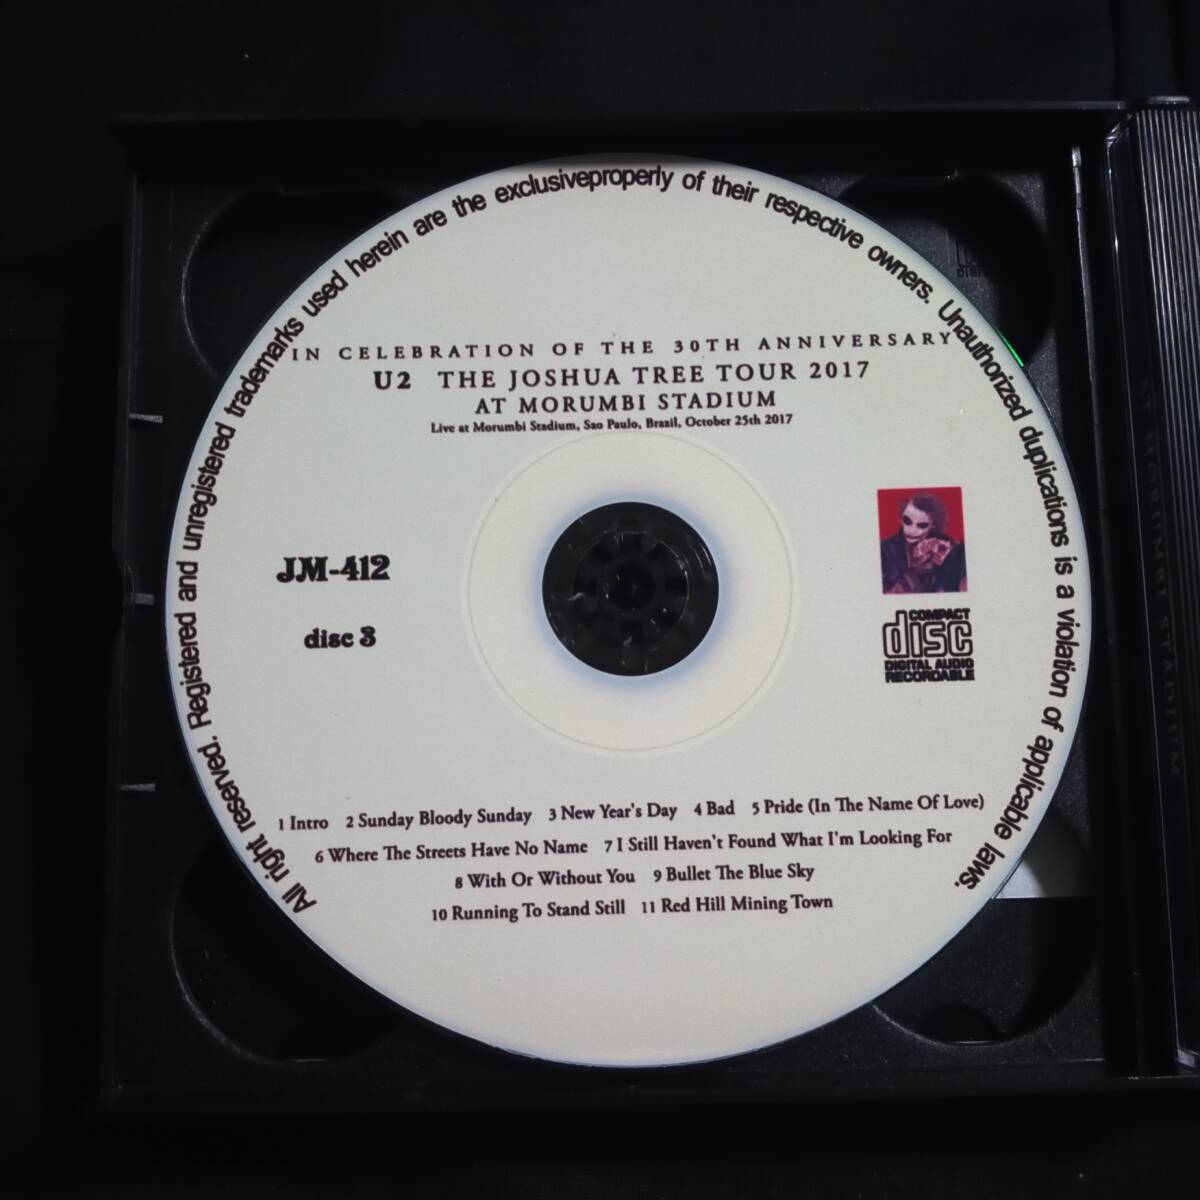 All right reserved. Registered and unregistered trademarks used herein are the exclusiveproperly of their respective owners. Unauthorized duplications is a violation of applicable laws.
IN CELEBRATION OF THE 30TH ANNIVERSARY
U2 THE JOSHUA TREE TOUR 2017
AT MORUMBI STADIUM
Live at Morumbi Stadium, Sao Paulo, Brazil, October 25th 2017
JM-412
disc 3
COMPACT
disc
DIGITAL AUDIO
RECORDABLE
1 Intro 2 Sunday Bloody Sunday 3 New Year's Day 4 Bad 5 Pride (In The Name Of Love)
6 Where The Streets Have No Name 7 I Still Haven't Found What I'm Looking For
8 With Or Without You 9 Bullet The Blue Sky
10 Running To Stand Still 11 Red Hill Mining Town
AT MORUMBI STADIUM